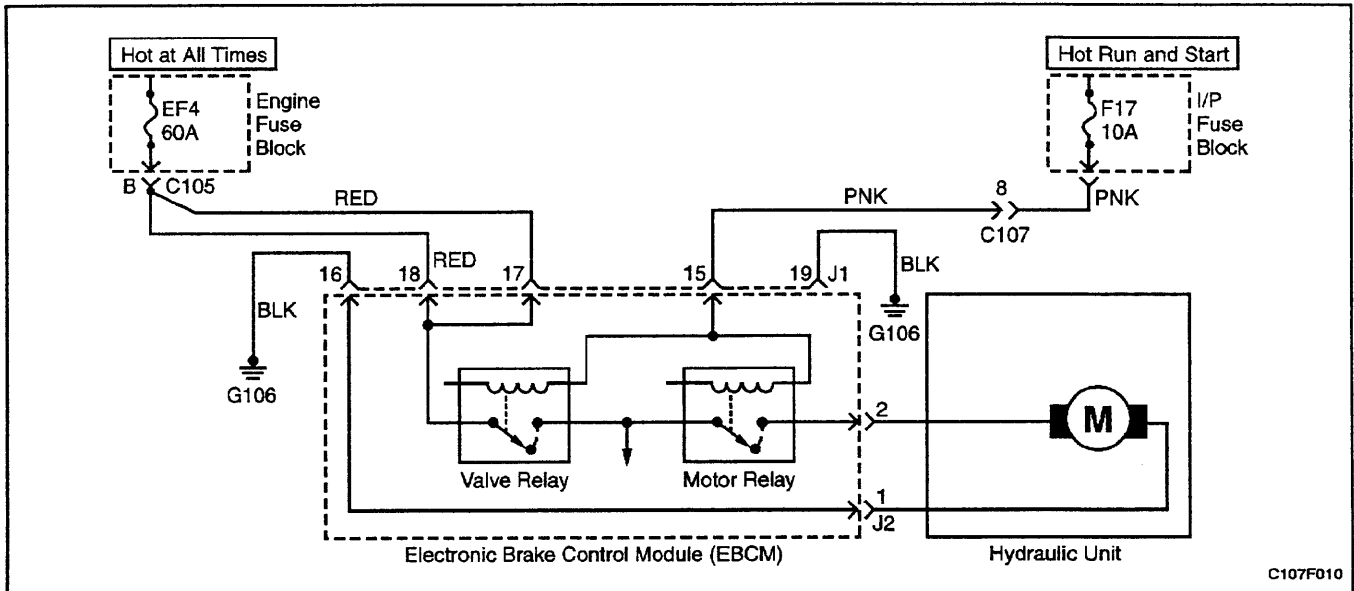 Hot at All Times
Hot Run and Start
EF4
60A
Engine
Fuse
Block
F17
10A
I/P
Fuse
Block
B C105
RED
PNK
8
PNK
C107
16
18
RED
17
15
19
J1
BLK
BLK
G106
G106
2
M
Valve Relay
Motor Relay
1
J2
Electronic Brake Control Module (EBCM)
Hydraulic Unit
C107F010